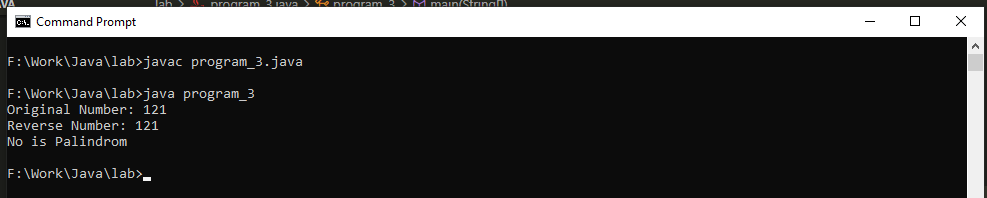 lab > program_3.java > program_3 > main(String[])
Command Prompt
F:\Work\Java\lab>javac program_3.java
F:\Work\Java\lab>java program_3
Original Number: 121
Reverse Number: 121
No is Palindrom
F:\Work\Java\lab>